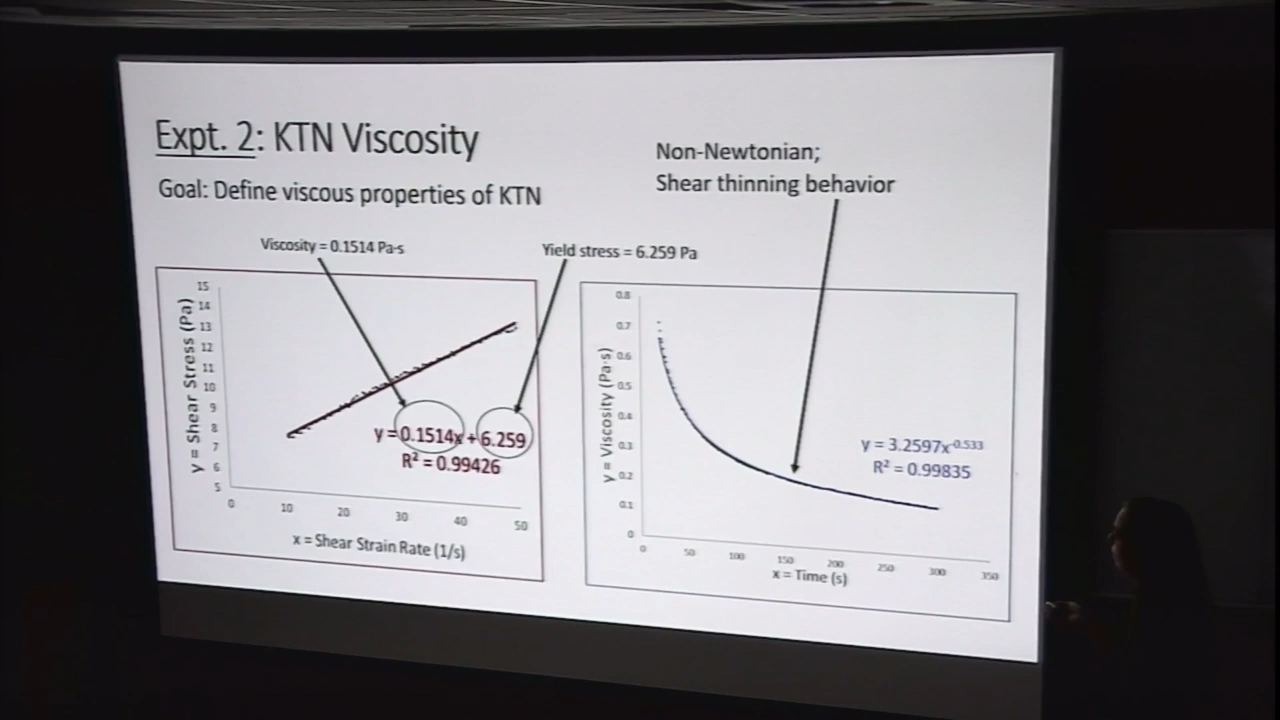 Expt. 2: KTN Viscosity
Goal: Define viscous properties of KTN
Non-Newtonian;
Shear thinning behavior
Viscosity = 0.1514 Pa·s
Yield stress = 6.259 Pa
y = Shear Stress (Pa)
15
14
13
12
11
10
9
8
7
6
5
0 10 20 30 40 50
x = Shear Strain Rate (1/s)
y = 0.1514x + 6.259
R² = 0.99426
y = Viscosity (Pa·s)
0.8
0.7
0.6
0.5
0.4
0.3
0.2
0.1
0
0 50 100 150 200 250 300 350
x = Time (s)
y = 3.2597x⁻⁰·⁵³³
R² = 0.99835